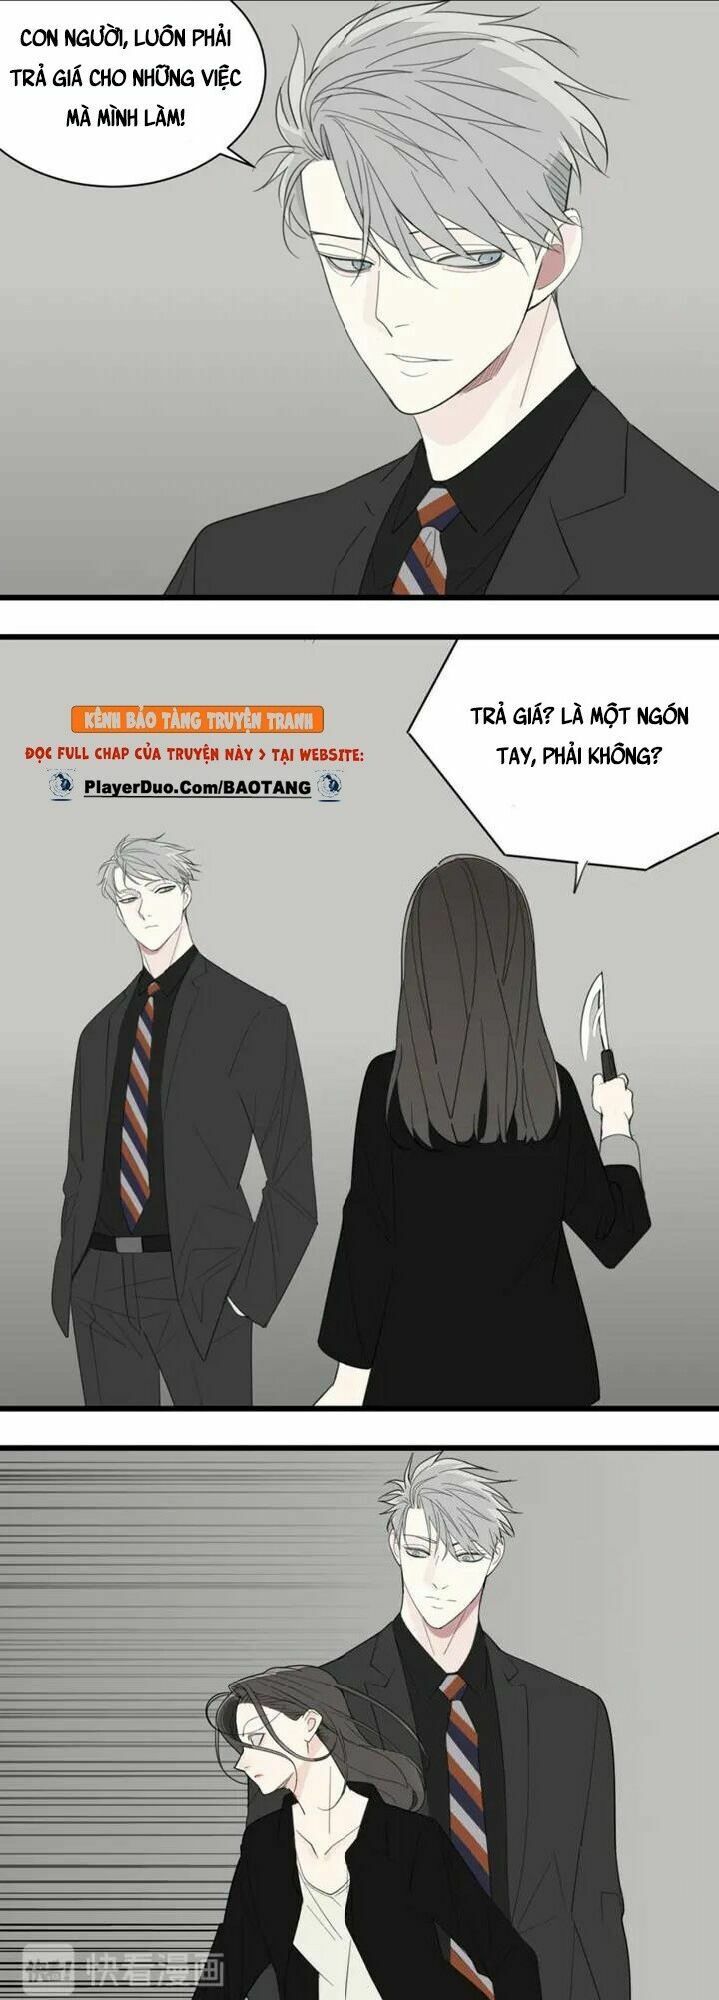 CON NGƯỜI, LUÔN PHẢI
TRẢ GIÁ CHO NHỮNG VIỆC
MÀ MÌNH LÀM!
KÊNH BẢO TÀNG TRUYỆN TRANH
ĐỌC FULL CHAP CỦA TRUYỆN NÀY > TẠI WEBSITE:
PlayerDuo.Com/BAOTANG
TRẢ GIÁ? LÀ MỘT NGÓN
TAY, PHẢI KHÔNG?
快看! 快看漫画